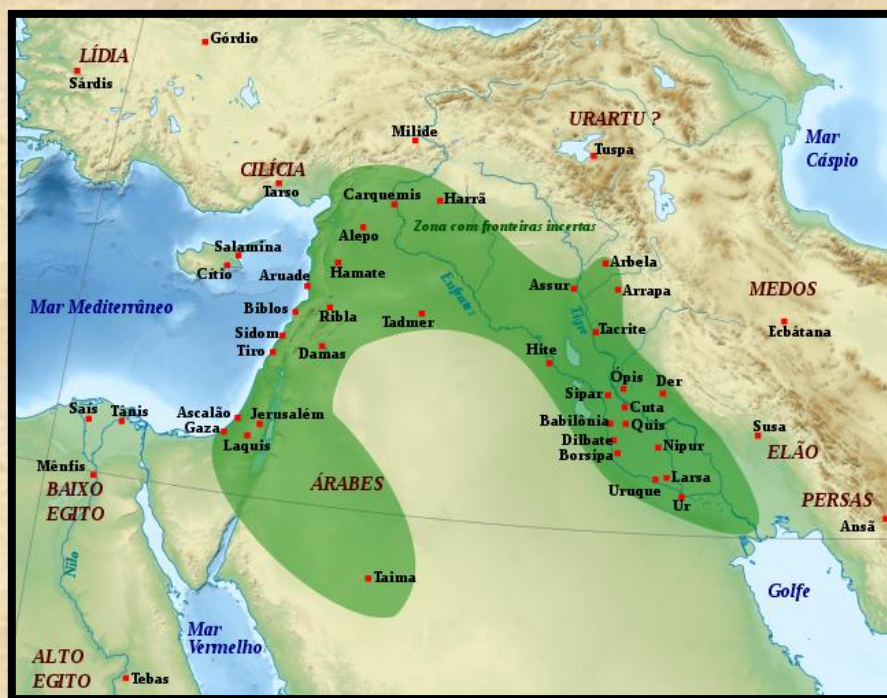 Górdio
LÍDIA
Sárdis
Milide
URARTU ?
Tuspa
Mar
Cáspio
CILÍCIA
Tarso
Carquemis
Harrã
Zona com fronteiras incertas
Alepo
Salamina
Cítio
Hamate
Aruade
Eufrates
Arbela
Assur
Arrapa
MEDOS
Mar Mediterrâneo
Biblos
Ribla
Tadmer
Tigre
Tacrite
Ecbátana
Sidom
Tiro
Damas
Hite
Ópis
Der
Sipar
Cuta
Sais
Tânis
Ascalão
Jerusalém
Gaza
Laquis
Babilônia
Quis
Dilbate
Borsipa
Nipur
Susa
ELÃO
Mênfis
BAIXO
EGITO
ÁRABES
Uruque
Larsa
Ur
PERSAS
Ansã
Nilo
Taima
Golfe
Mar
Vermelho
ALTO
EGITO
Tebas